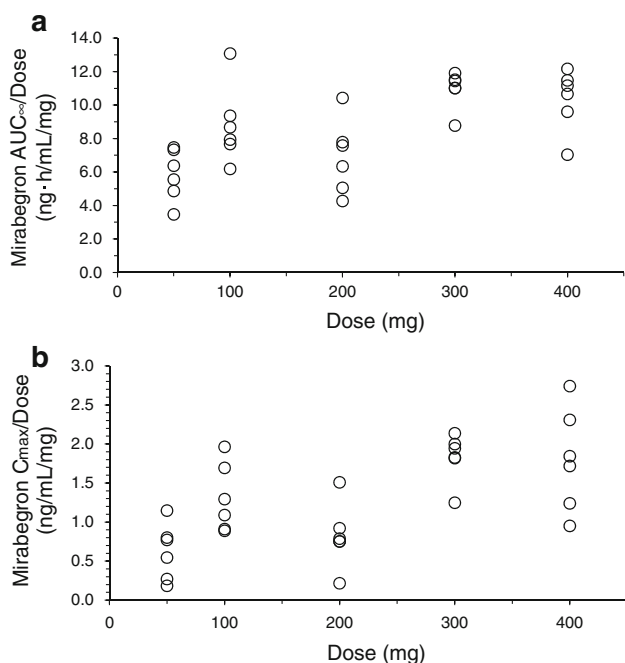 a
Mirabegron AUC∞/Dose
(ng·h/mL/mg)
14.0
12.0
10.0
8.0
6.0
4.0
2.0
0.0
0 100 200 300 400
Dose (mg)
b
Mirabegron Cmax/Dose
(ng/mL/mg)
3.0
2.5
2.0
1.5
1.0
0.5
0.0
0 100 200 300 400
Dose (mg)